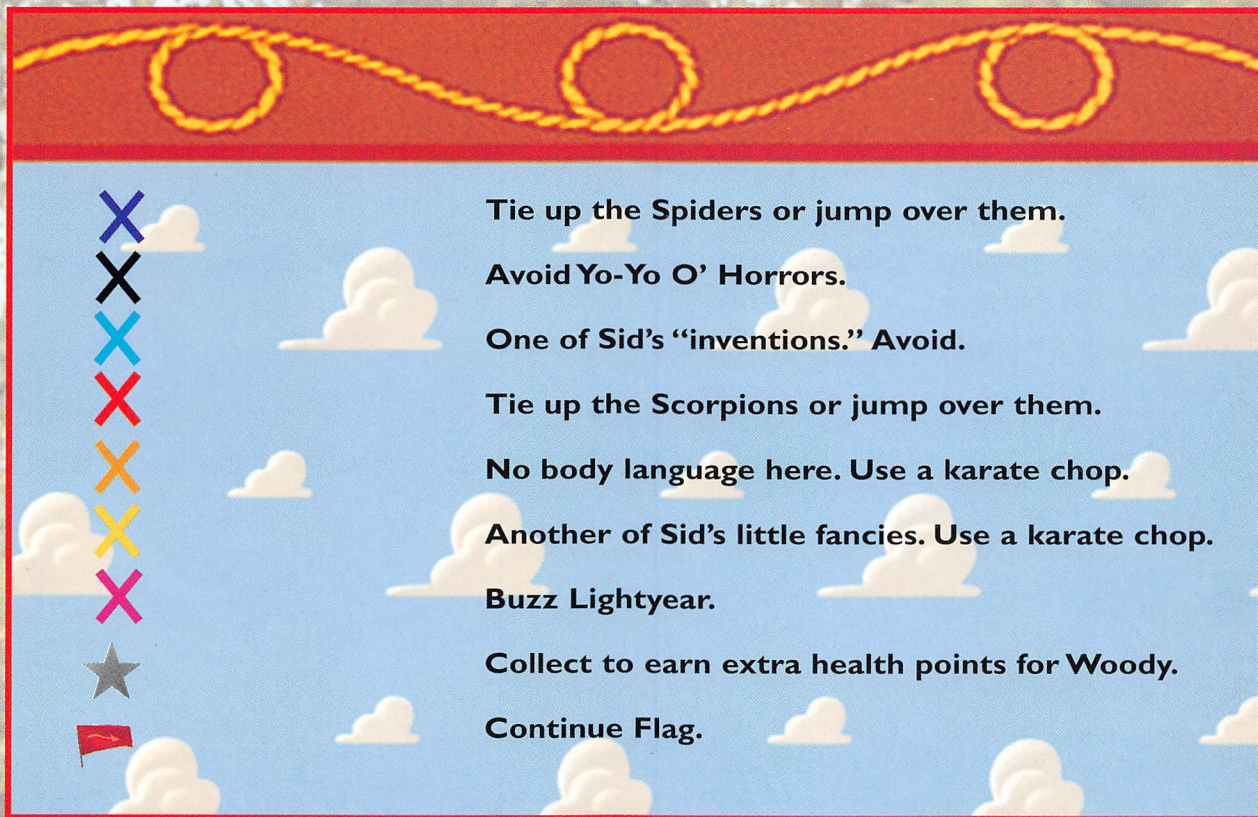 Tie up the Spiders or jump over them.
Avoid Yo-Yo O’ Horrors.
One of Sid’s “inventions.” Avoid.
Tie up the Scorpions or jump over them.
No body language here. Use a karate chop.
Another of Sid’s little fancies. Use a karate chop.
Buzz Lightyear.
Collect to earn extra health points for Woody.
Continue Flag.